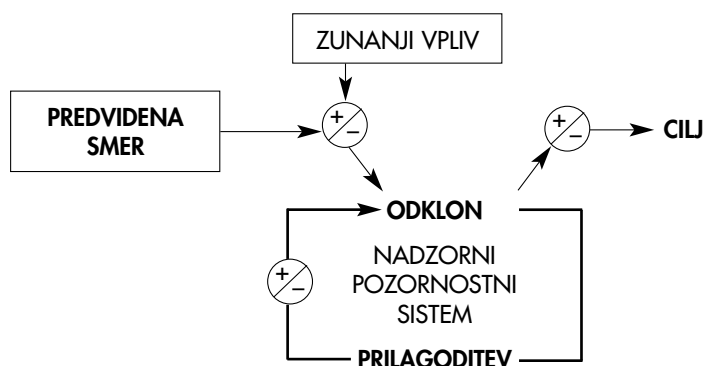 ZUNANJI VPLIV
PREDVIDENA
SMER
+
−
+
−
CILJ
ODKLON
+
−
NADZORNI
POZORNOSTNI
SISTEM
PRILAGODITEV